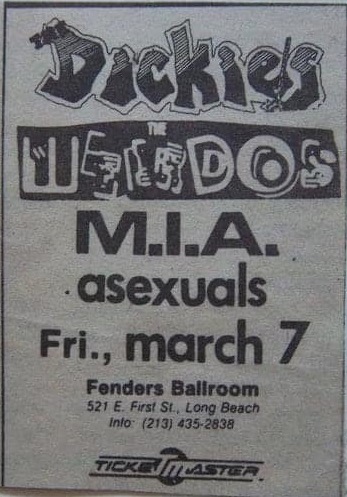 THE
DICKIES
THE
WEIRDOS
M.I.A.
asexuals
Fri., march 7
Fenders Ballroom
521 E. First St., Long Beach
Info: (213) 435-2838
TICKETMASTER